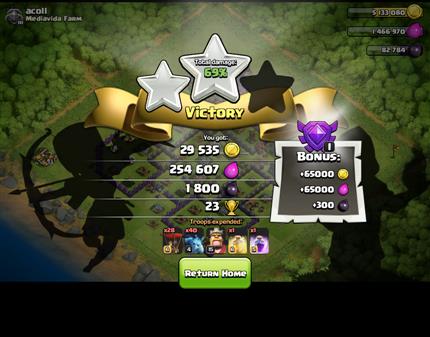 acoli
Mediavida Farm
5 133 080
1 466 970
82 784
Total damage:
69%
Victory
You got:
29 535
254 607
1 800
23
Bonus:
+65000
+65000
+300
Troops expended:
x28 x40 x1 x1
Return Home